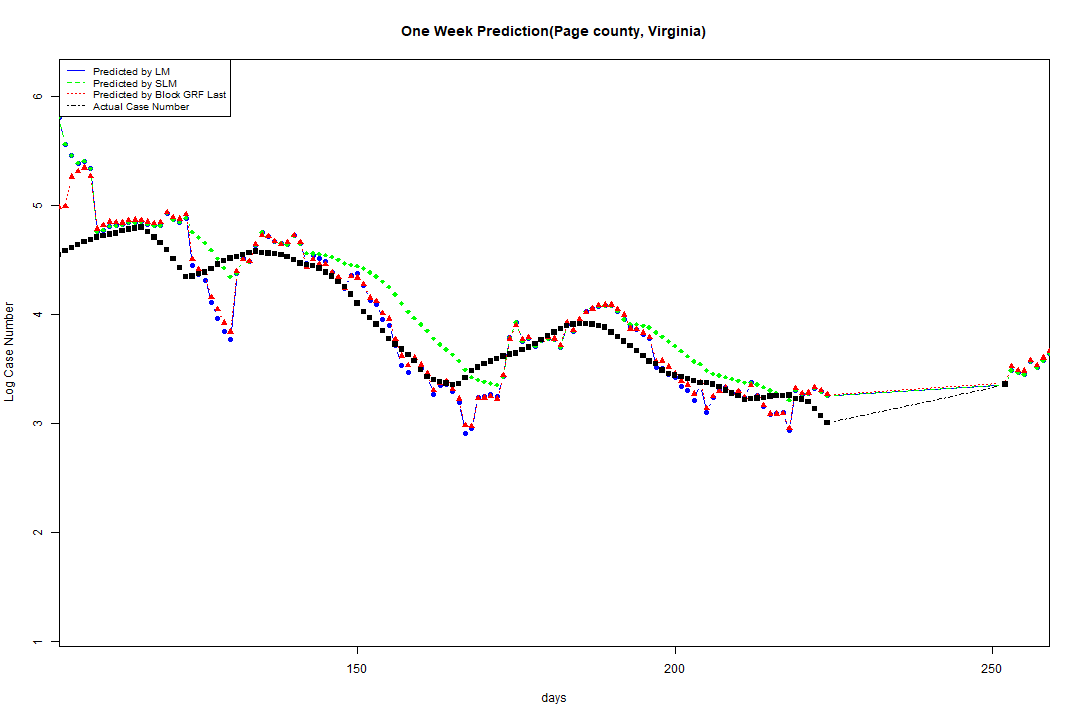 One Week Prediction(Page county, Virginia)
Predicted by LM
Predicted by SLM
Predicted by Block GRF Last
Actual Case Number
6
5
4
3
2
1
Log Case Number
150
200
250
days